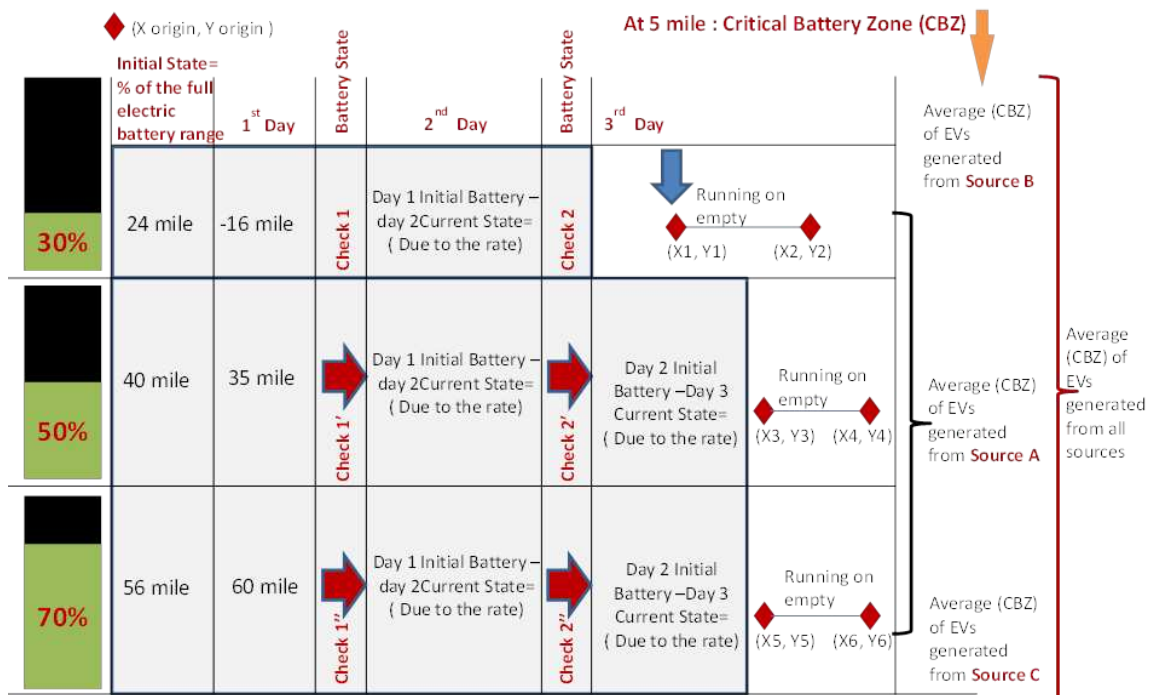 (X origin, Y origin )
At 5 mile : Critical Battery Zone (CBZ)
Initial State=
% of the full
electric
battery range
1st Day
Battery State
2nd Day
Battery State
3rd Day
Average (CBZ)
of EVs
generated
from Source B
30%
24 mile
-16 mile
Check 1
Day 1 Initial Battery –
day 2Current State=
( Due to the rate)
Check 2
Running on
empty
(X1, Y1)
(X2, Y2)
50%
40 mile
35 mile
Check 1'
Day 1 Initial Battery –
day 2Current State=
( Due to the rate)
Check 2'
Day 2 Initial
Battery –Day 3
Current State=
( Due to the rate)
Running on
empty
(X3, Y3)
(X4, Y4)
Average (CBZ)
of EVs
generated
from Source A
Average
(CBZ) of
EVs
generated
from all
sources
70%
56 mile
60 mile
Check 1"
Day 1 Initial Battery –
day 2Current State=
( Due to the rate)
Check 2"
Day 2 Initial
Battery –Day 3
Current State=
( Due to the rate)
Running on
empty
(X5, Y5)
(X6, Y6)
Average (CBZ)
of EVs
generated
from Source C